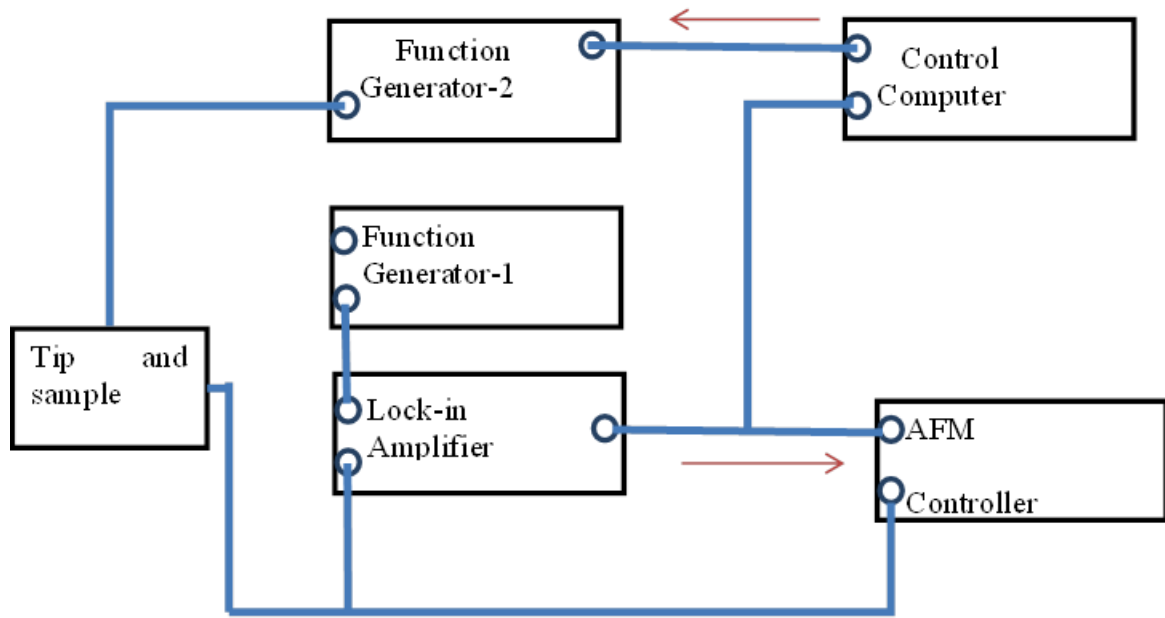 Function
Generator-2
Control
Computer
Function
Generator-1
Tip and
sample
Lock-in
Amplifier
AFM
Controller